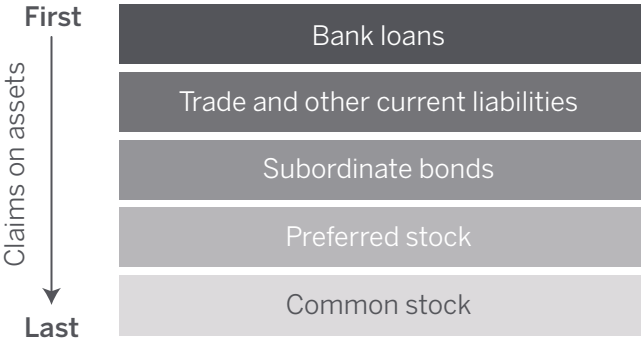 First
Claims on assets
Last
Bank loans
Trade and other current liabilities
Subordinate bonds
Preferred stock
Common stock